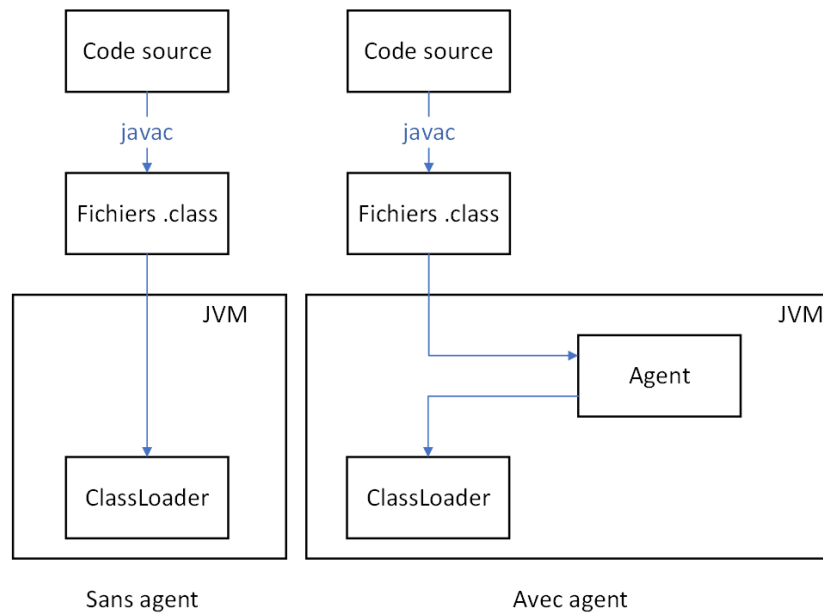 Code source
javac
Fichiers .class
JVM
ClassLoader
Sans agent
Code source
javac
Fichiers .class
JVM
Agent
ClassLoader
Avec agent